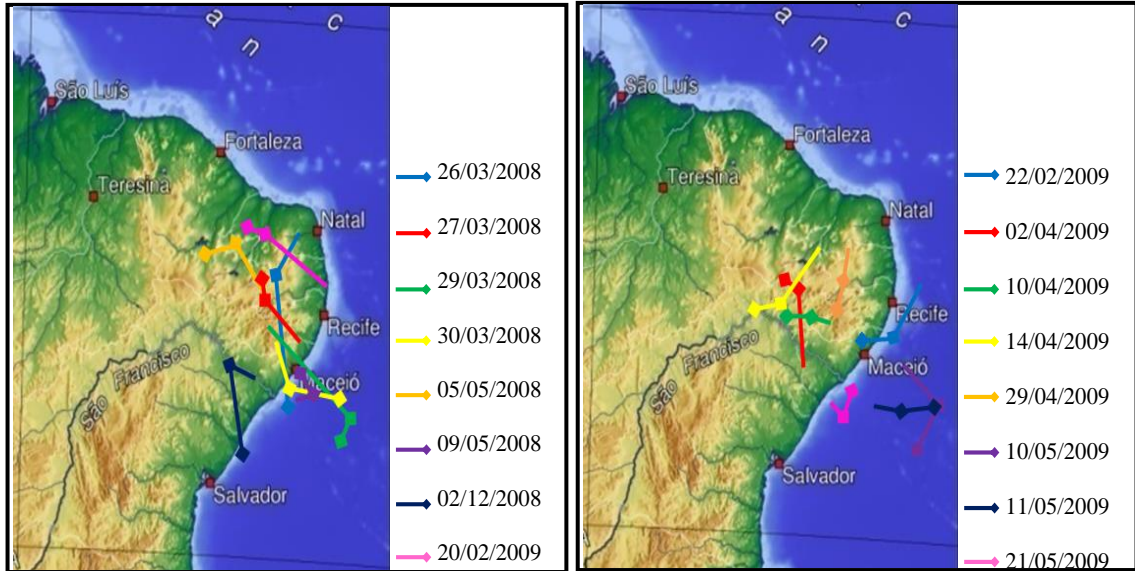 a
n
c
São Luís
Fortaleza
Teresina
Natal
Recife
São Francisco
Maceió
Salvador
26/03/2008
27/03/2008
29/03/2008
30/03/2008
05/05/2008
09/05/2008
02/12/2008
20/02/2009
a
n
c
São Luís
Fortaleza
Teresina
Natal
Recife
São Francisco
Maceió
Salvador
22/02/2009
02/04/2009
10/04/2009
14/04/2009
29/04/2009
10/05/2009
11/05/2009
21/05/2009